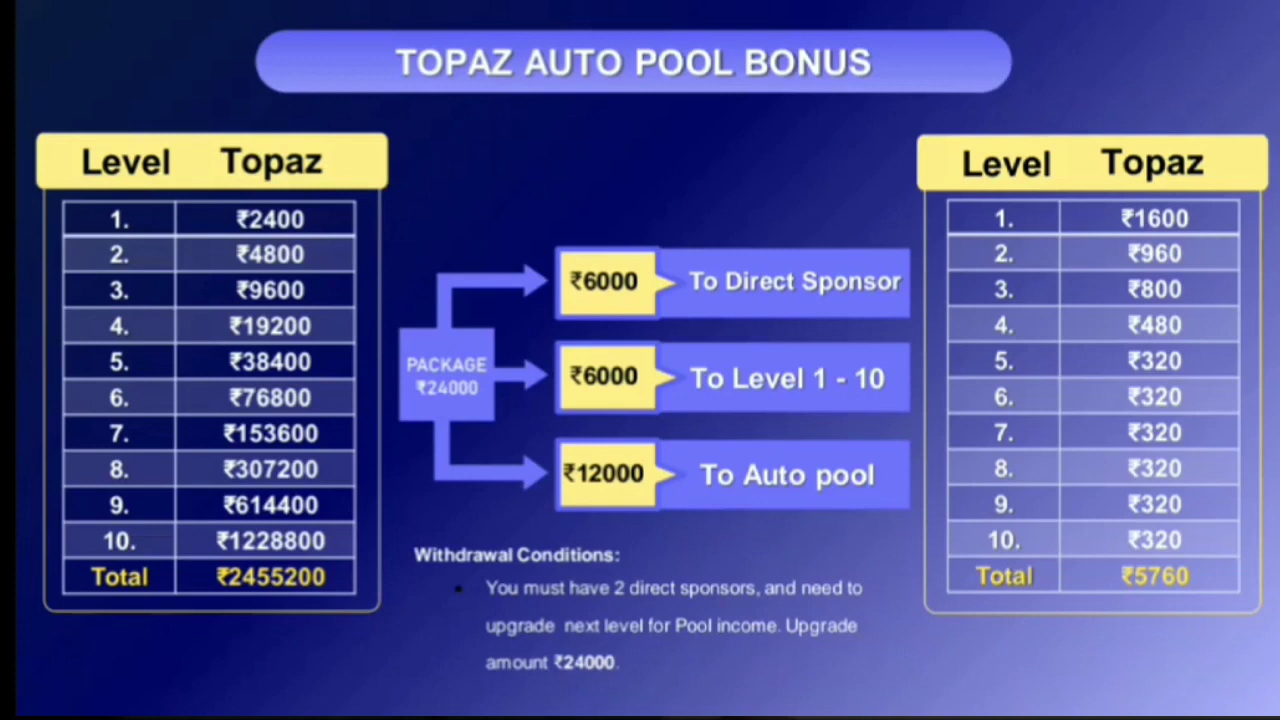 TOPAZ AUTO POOL BONUS
Level Topaz
1. ₹2400
2. ₹4800
3. ₹9600
4. ₹19200
5. ₹38400
6. ₹76800
7. ₹153600
8. ₹307200
9. ₹614400
10. ₹1228800
Total ₹2455200
PACKAGE
₹24000
₹6000 To Direct Sponsor
₹6000 To Level 1 - 10
₹12000 To Auto pool
Withdrawal Conditions:
• You must have 2 direct sponsors, and need to
upgrade next level for Pool income. Upgrade
amount ₹24000.
Level Topaz
1. ₹1600
2. ₹960
3. ₹800
4. ₹480
5. ₹320
6. ₹320
7. ₹320
8. ₹320
9. ₹320
10. ₹320
Total ₹5760